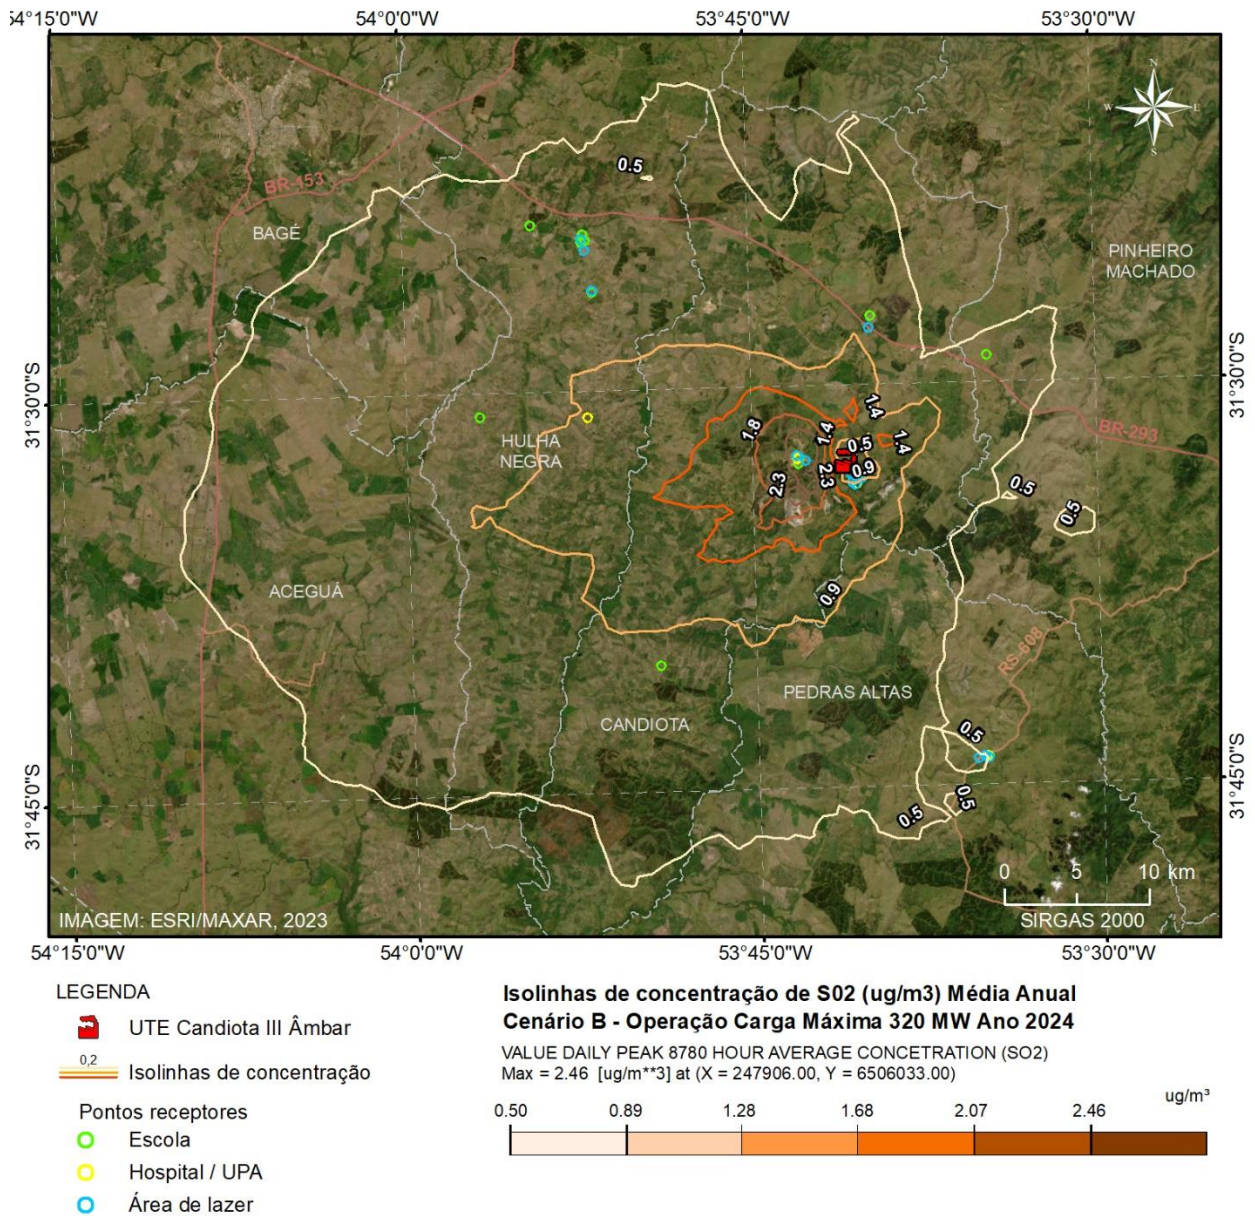 54°15'0"W 54°0'0"W 53°45'0"W 53°30'0"W
N
W E
S
0.5
BR-153
BAGÉ
PINHEIRO
MACHADO
31°30'0"S
31°30'0"S
1.4
1.8
1.4
0.5
1.4
BR-293
HULHA
NEGRA
2.3
2.3
0.9
0.5
0.5
ACEGUÁ
0.9
RS-608
PEDRAS ALTAS
CANDIOTA
0.5
31°45'0"S
31°45'0"S
0.5
0.5
0 5 10 km
IMAGEM: ESRI/MAXAR, 2023
SIRGAS 2000
54°15'0"W 54°0'0"W 53°45'0"W 53°30'0"W
LEGENDA
UTE Candiota III Âmbar
0,2
Isolinhas de concentração
Pontos receptores
Escola
Hospital / UPA
Área de lazer
Isolinhas de concentração de S02 (ug/m3) Média Anual
Cenário B - Operação Carga Máxima 320 MW Ano 2024
VALUE DAILY PEAK 8780 HOUR AVERAGE CONCETRATION (SO2)
Max = 2.46 [ug/m**3] at (X = 247906.00, Y = 6506033.00)
ug/m³
0.50 0.89 1.28 1.68 2.07 2.46